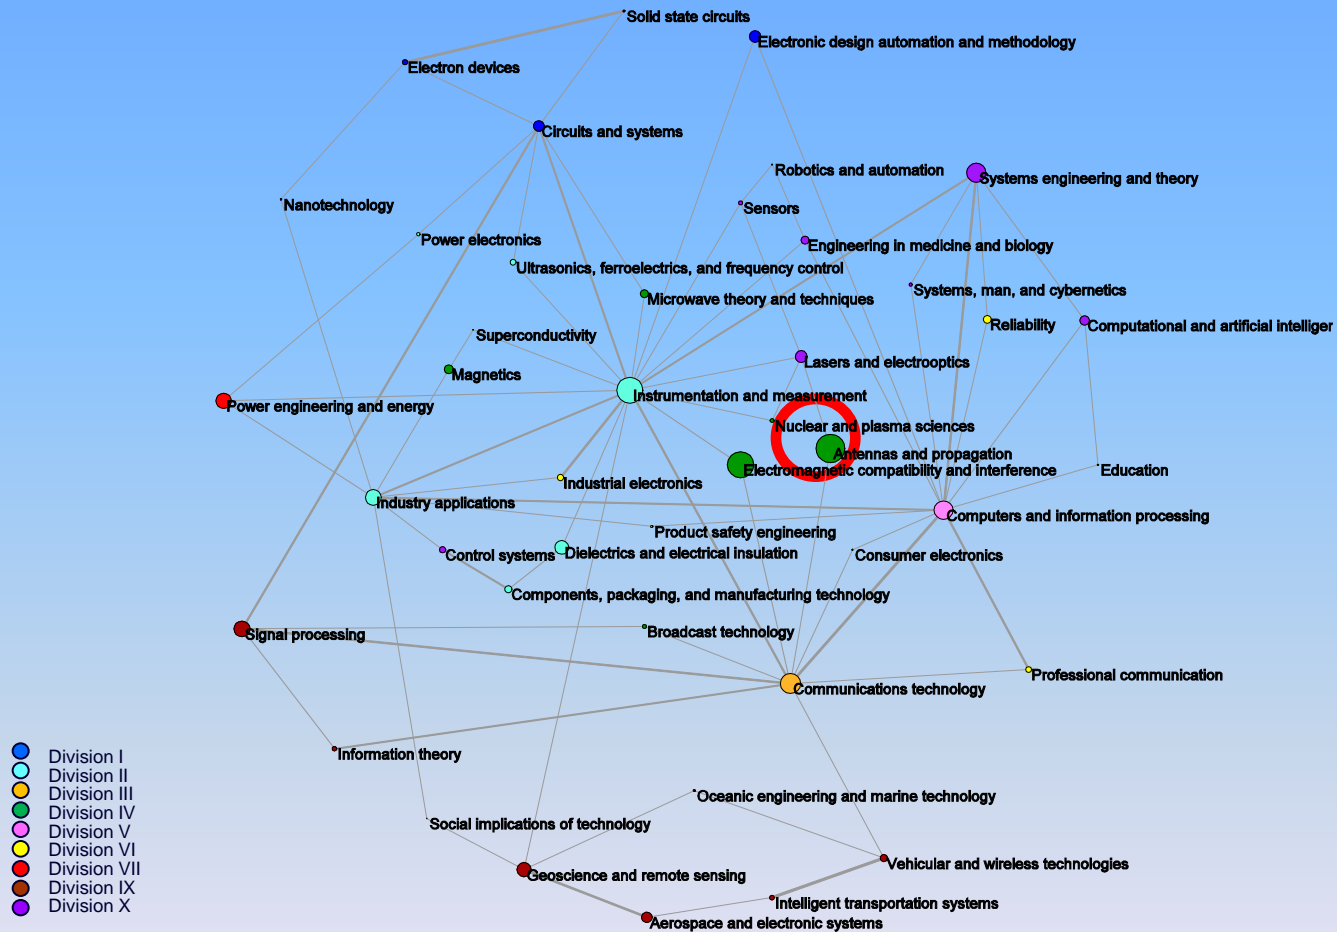 Solid state circuits
Electronic design automation and methodology
Electron devices
Circuits and systems
Robotics and automation
Systems engineering and theory
Nanotechnology
Sensors
Power electronics
Engineering in medicine and biology
Ultrasonics, ferroelectrics, and frequency control
Systems, man, and cybernetics
Microwave theory and techniques
Reliability
Computational and artificial intelliger
Superconductivity
Lasers and electrooptics
Magnetics
Instrumentation and measurement
Power engineering and energy
Nuclear and plasma sciences
Antennas and propagation
Electromagnetic compatibility and interference
Education
Industrial electronics
Industry applications
Computers and information processing
Product safety engineering
Control systems
Dielectrics and electrical insulation
Consumer electronics
Components, packaging, and manufacturing technology
Signal processing
Broadcast technology
Professional communication
Communications technology
Information theory
Oceanic engineering and marine technology
Social implications of technology
Vehicular and wireless technologies
Geoscience and remote sensing
Intelligent transportation systems
Aerospace and electronic systems
Division I
Division II
Division III
Division IV
Division V
Division VI
Division VII
Division IX
Division X